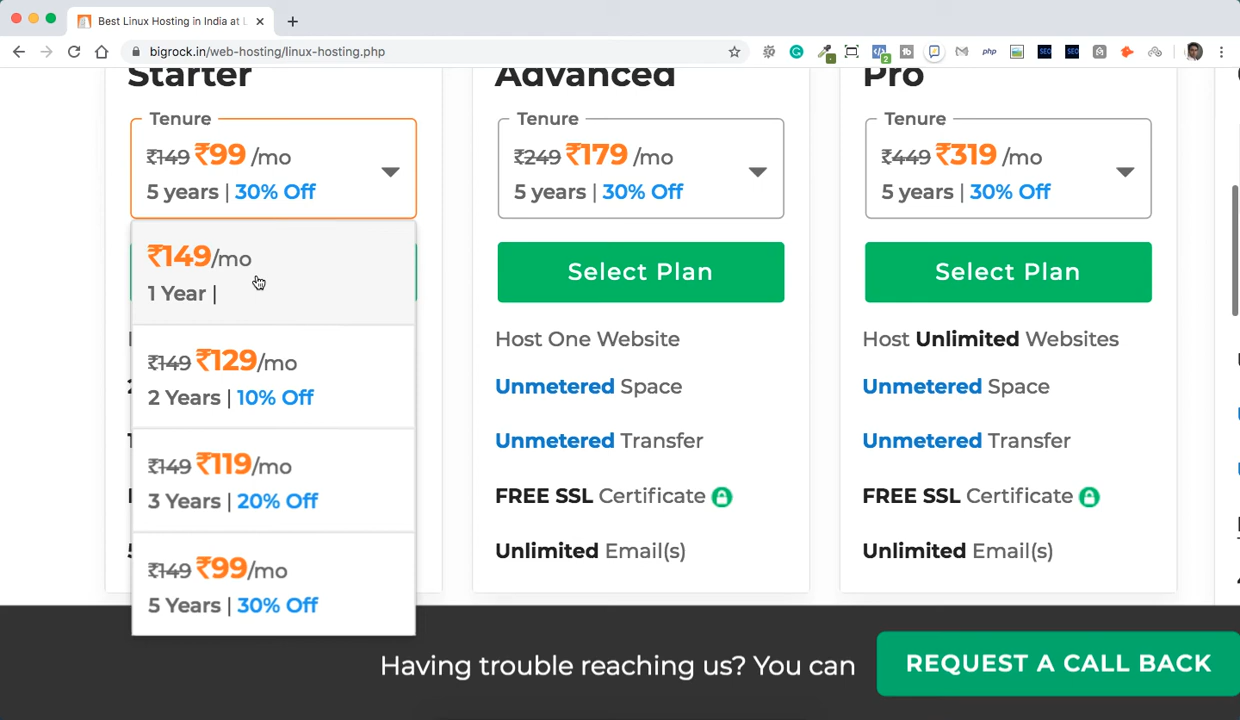 Best Linux Hosting in India at L
bigrock.in/web-hosting/linux-hosting.php
2
php
SEO
SEO
Starter
Tenure
₹149 ₹99 /mo
5 years | 30% Off
₹149/mo
1 Year |
₹149 ₹129/mo
2 Years | 10% Off
₹149 ₹119/mo
3 Years | 20% Off
₹149 ₹99/mo
5 Years | 30% Off
Advanced
Tenure
₹249 ₹179 /mo
5 years | 30% Off
Select Plan
Host One Website
Unmetered Space
Unmetered Transfer
FREE SSL Certificate
Unlimited Email(s)
Pro
Tenure
₹449 ₹319 /mo
5 years | 30% Off
Select Plan
Host Unlimited Websites
Unmetered Space
Unmetered Transfer
FREE SSL Certificate
Unlimited Email(s)
Having trouble reaching us? You can
REQUEST A CALL BACK